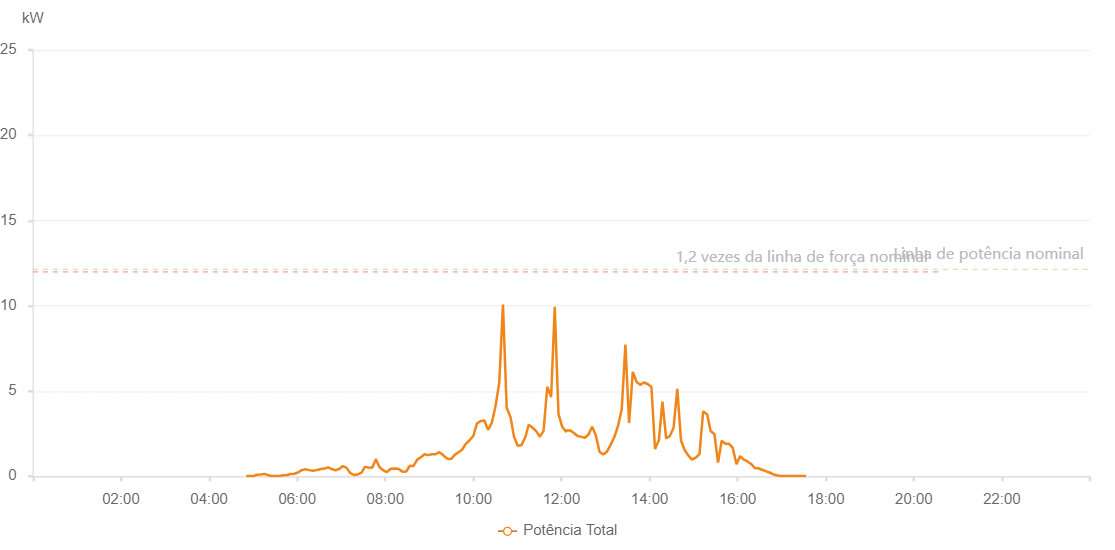 kW
25
20
15
1,2 vezes da linha de força nominal
Linha de potência nominal
10
5
0
02:00 04:00 06:00 08:00 10:00 12:00 14:00 16:00 18:00 20:00 22:00
Potência Total